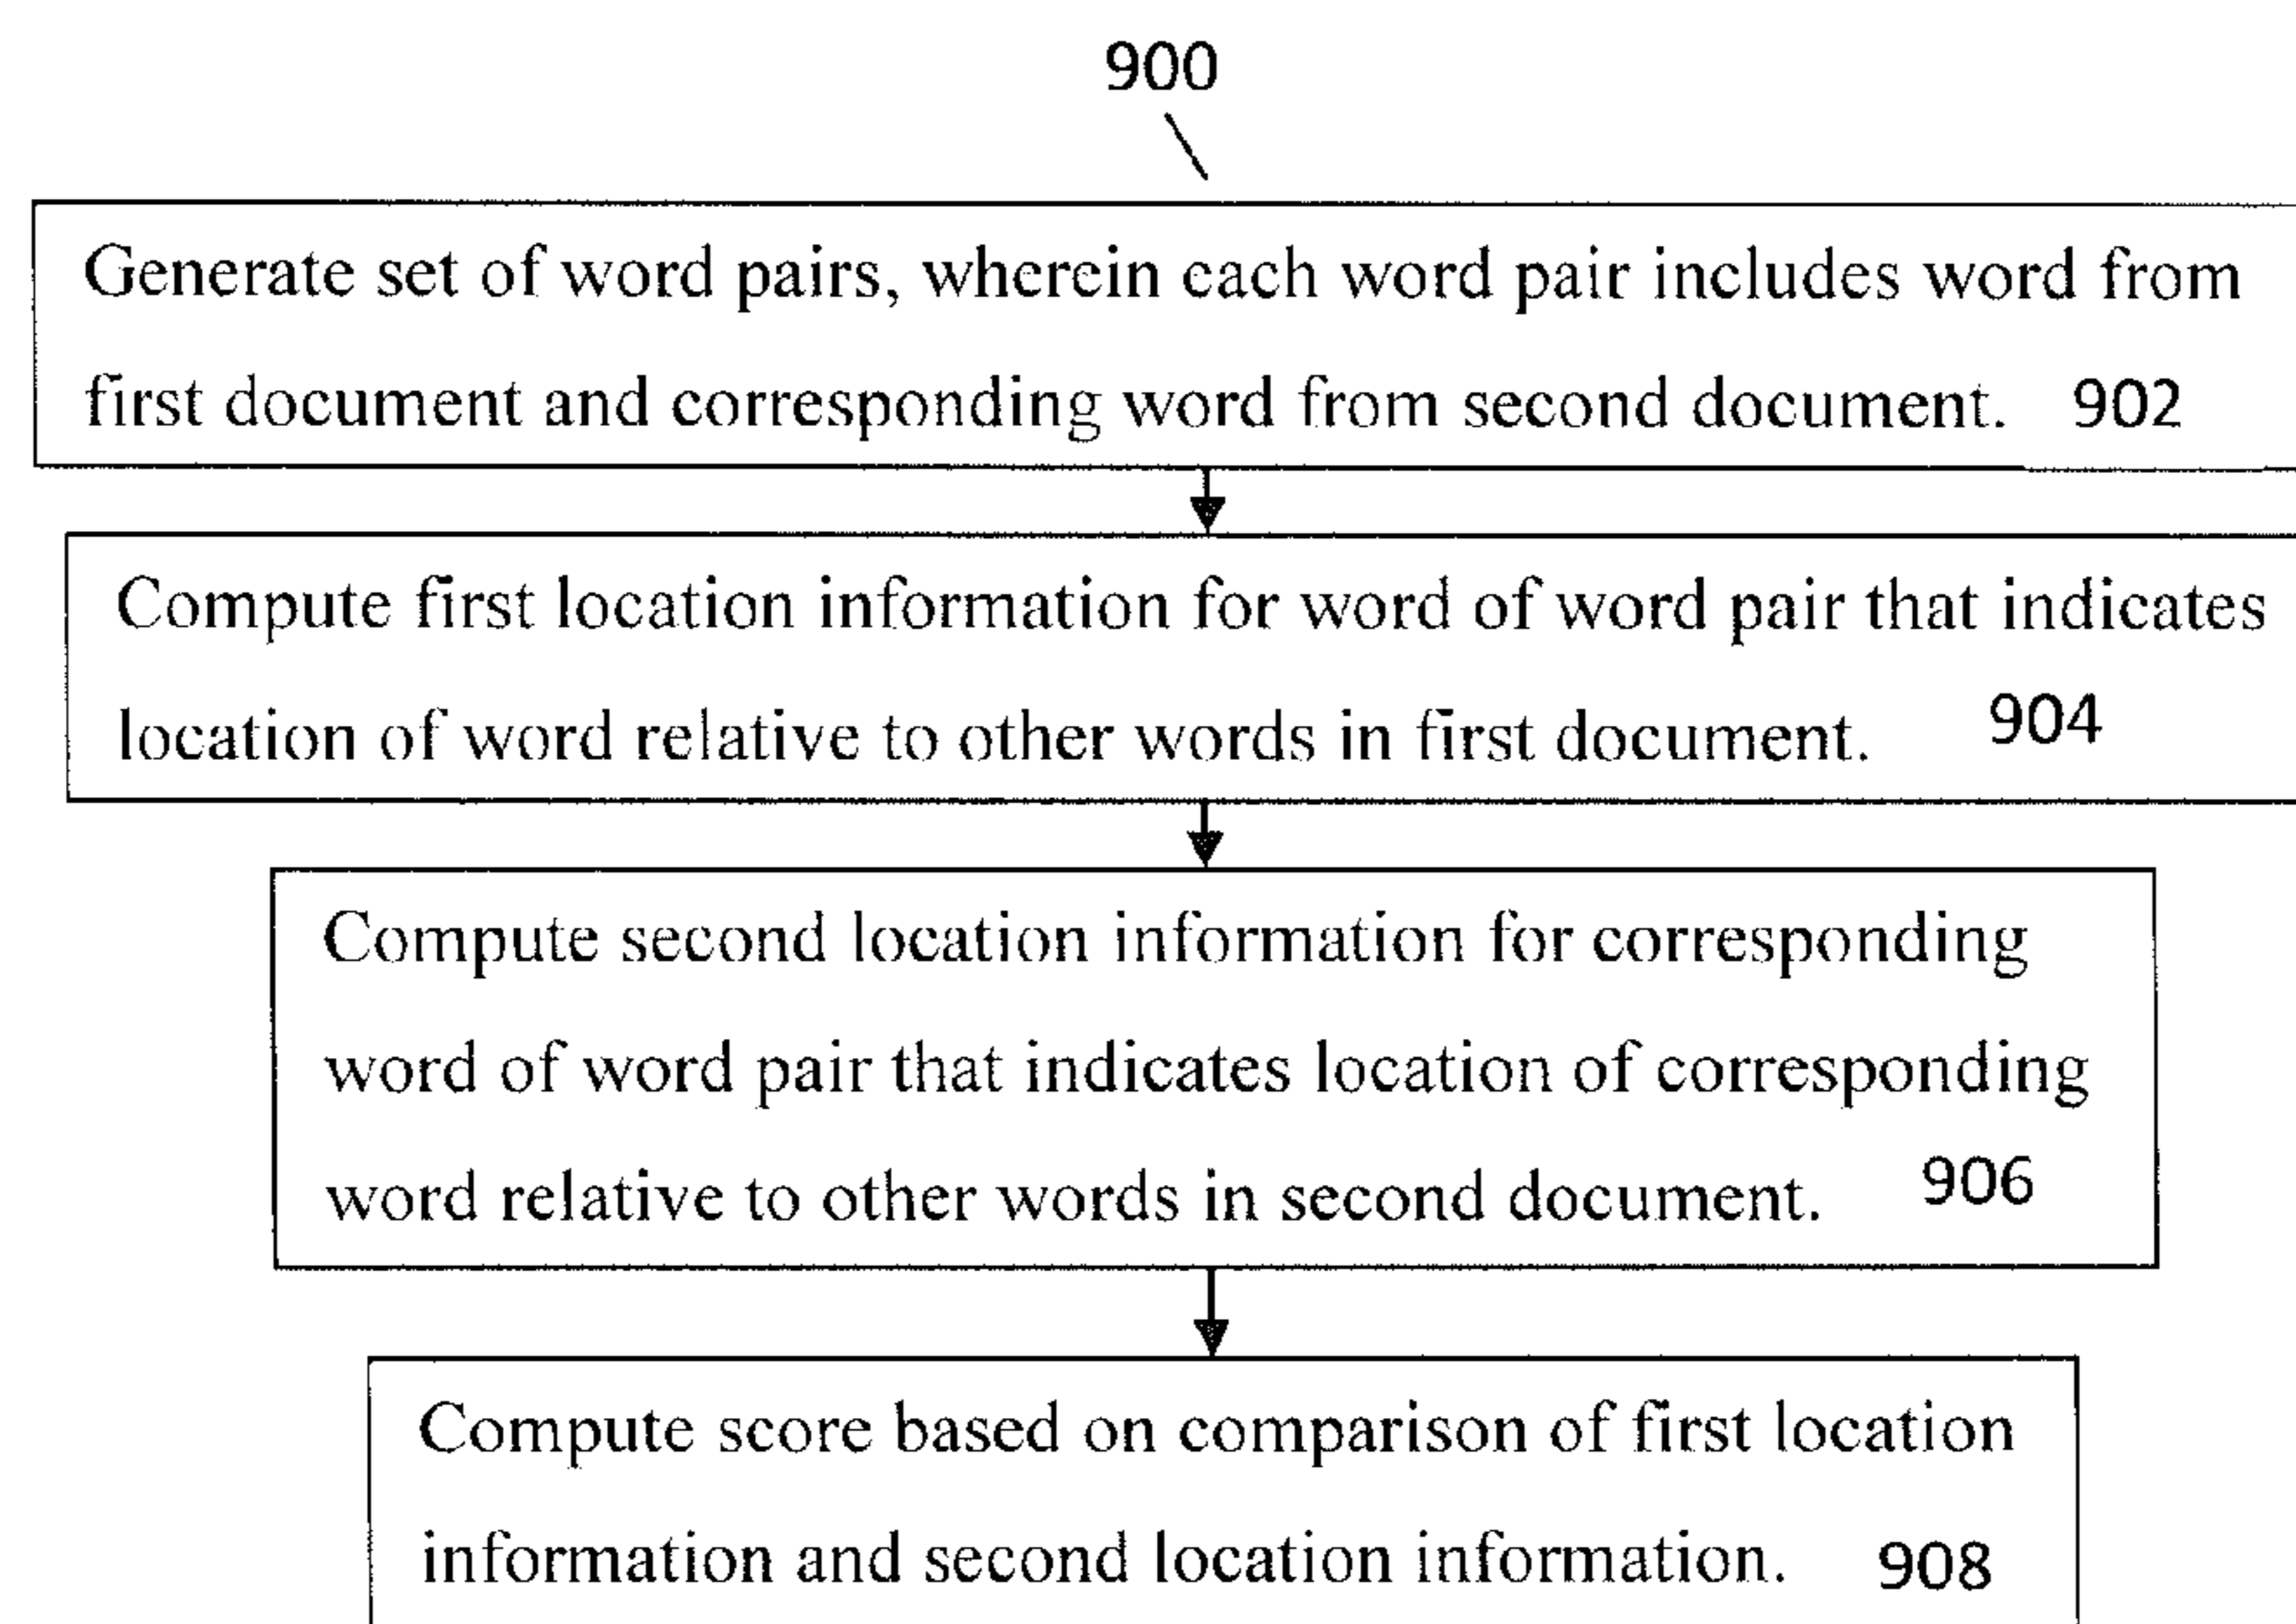 900
Generate set of word pairs, wherein each word pair includes word from
first document and corresponding word from second document. 902
Compute first location information for word of word pair that indicates
location of word relative to other words in first document. 904
Compute second location information for corresponding
word of word pair that indicates location of corresponding
word relative to other words in second document. 906
Compute score based on comparison of first location
information and second location information. 908